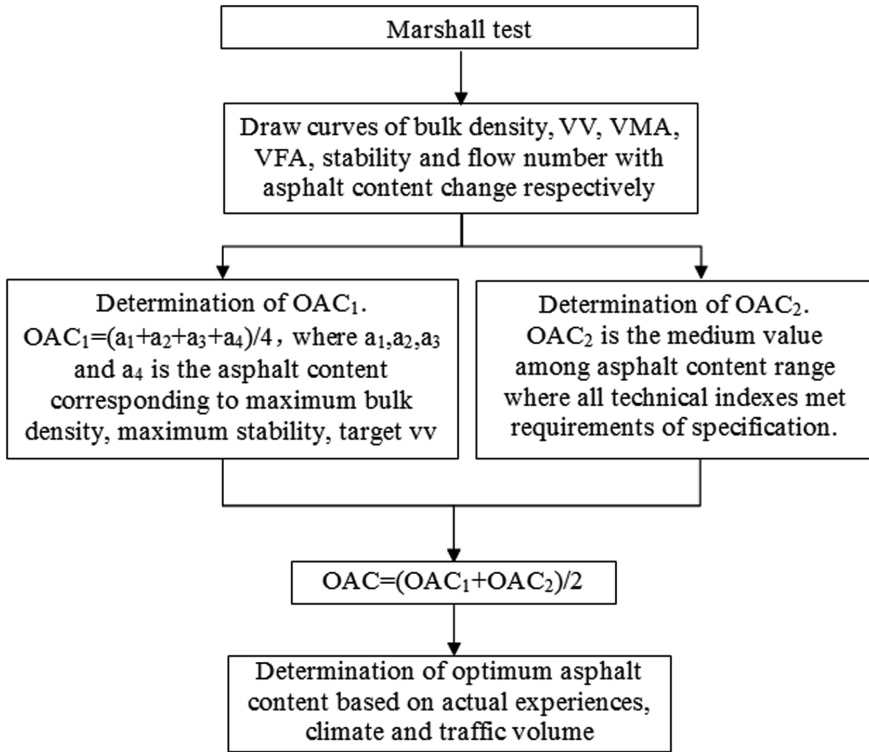 Marshall test
Draw curves of bulk density, VV, VMA,
VFA, stability and flow number with
asphalt content change respectively
Determination of OAC₁.
OAC₁=(a₁+a₂+a₃+a₄)/4, where a₁,a₂,a₃
and a₄ is the asphalt content
corresponding to maximum bulk
density, maximum stability, target vv
Determination of OAC₂.
OAC₂ is the medium value
among asphalt content range
where all technical indexes met
requirements of specification.
OAC=(OAC₁+OAC₂)/2
Determination of optimum asphalt
content based on actual experiences,
climate and traffic volume